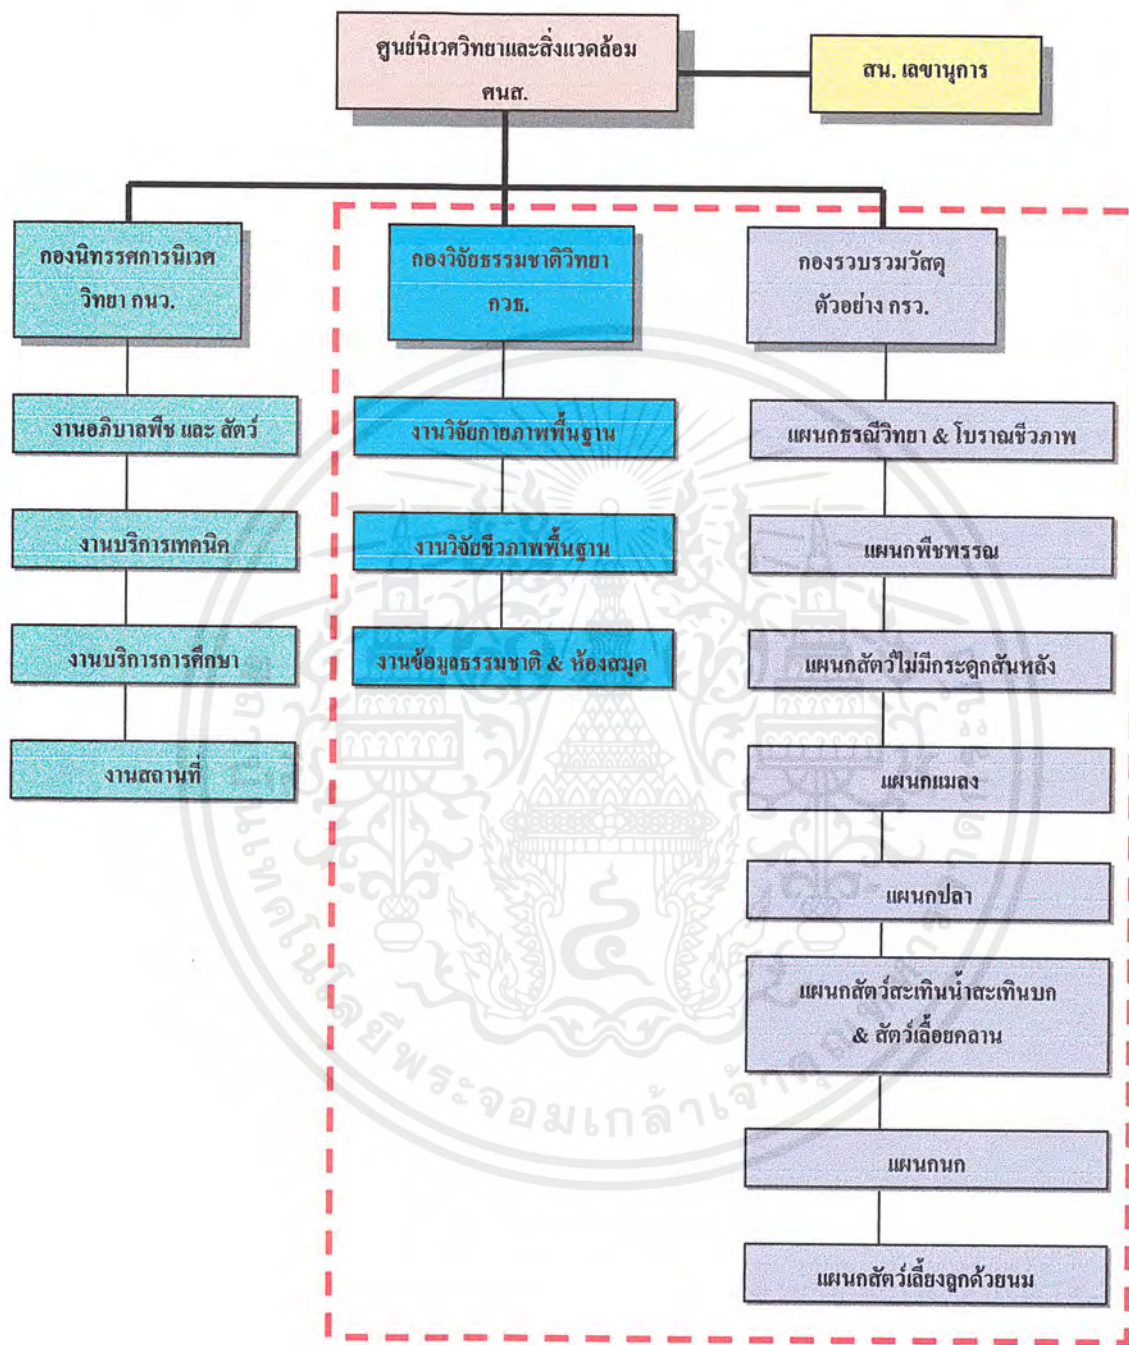 ศูนย์นิเวศวิทยาและสิ่งแวดล้อม
ศนส.
สน. เลขานุการ
กองนิทรรศการนิเวศ
วิทยา กนว.
งานอภิบาลพืช และ สัตว์
งานบริการเทคนิค
งานบริการการศึกษา
งานสถานที่
กองวิจัยธรรมชาติวิทยา
กวธ.
งานวิจัยกายภาพพื้นฐาน
งานวิจัยชีวภาพพื้นฐาน
งานข้อมูลธรรมชาติ & ห้องสมุด
กองรวบรวมวัสดุ
ตัวอย่าง กรว.
แผนกธรณีวิทยา & โบราณชีวภาพ
แผนกพืชพรรณ
แผนกสัตว์ไม่มีกระดูกสันหลัง
แผนกแมลง
แผนกปลา
แผนกสัตว์สะเทินน้ำสะเทินบก
& สัตว์เลื้อยคลาน
แผนกนก
แผนกสัตว์เลี้ยงลูกด้วยนม